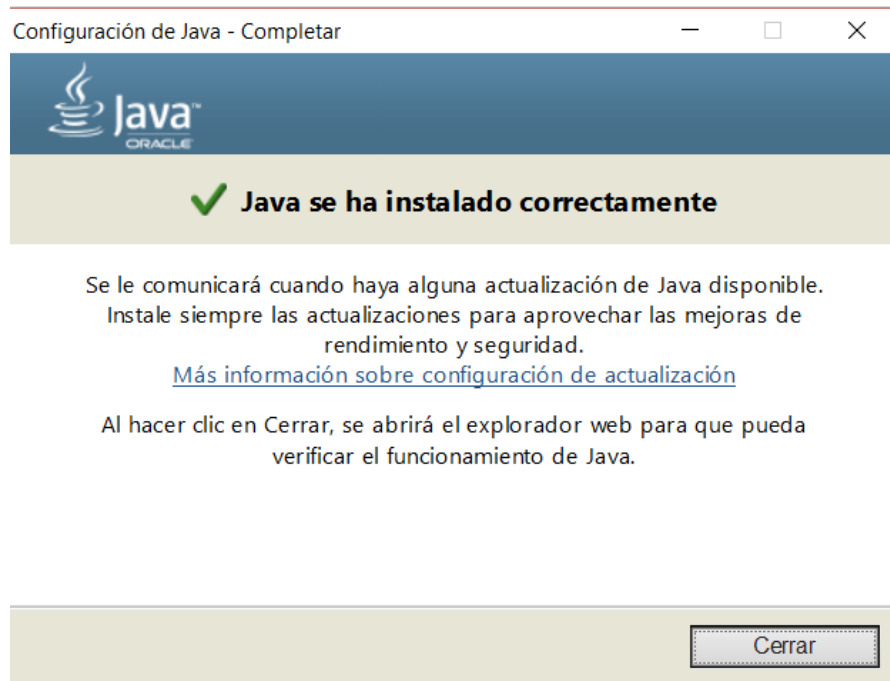 Configuración de Java - Completar
Java™
ORACLE
Java se ha instalado correctamente
Se le comunicará cuando haya alguna actualización de Java disponible.
Instale siempre las actualizaciones para aprovechar las mejoras de
rendimiento y seguridad.
Más información sobre configuración de actualización
Al hacer clic en Cerrar, se abrirá el explorador web para que pueda
verificar el funcionamiento de Java.
Cerrar